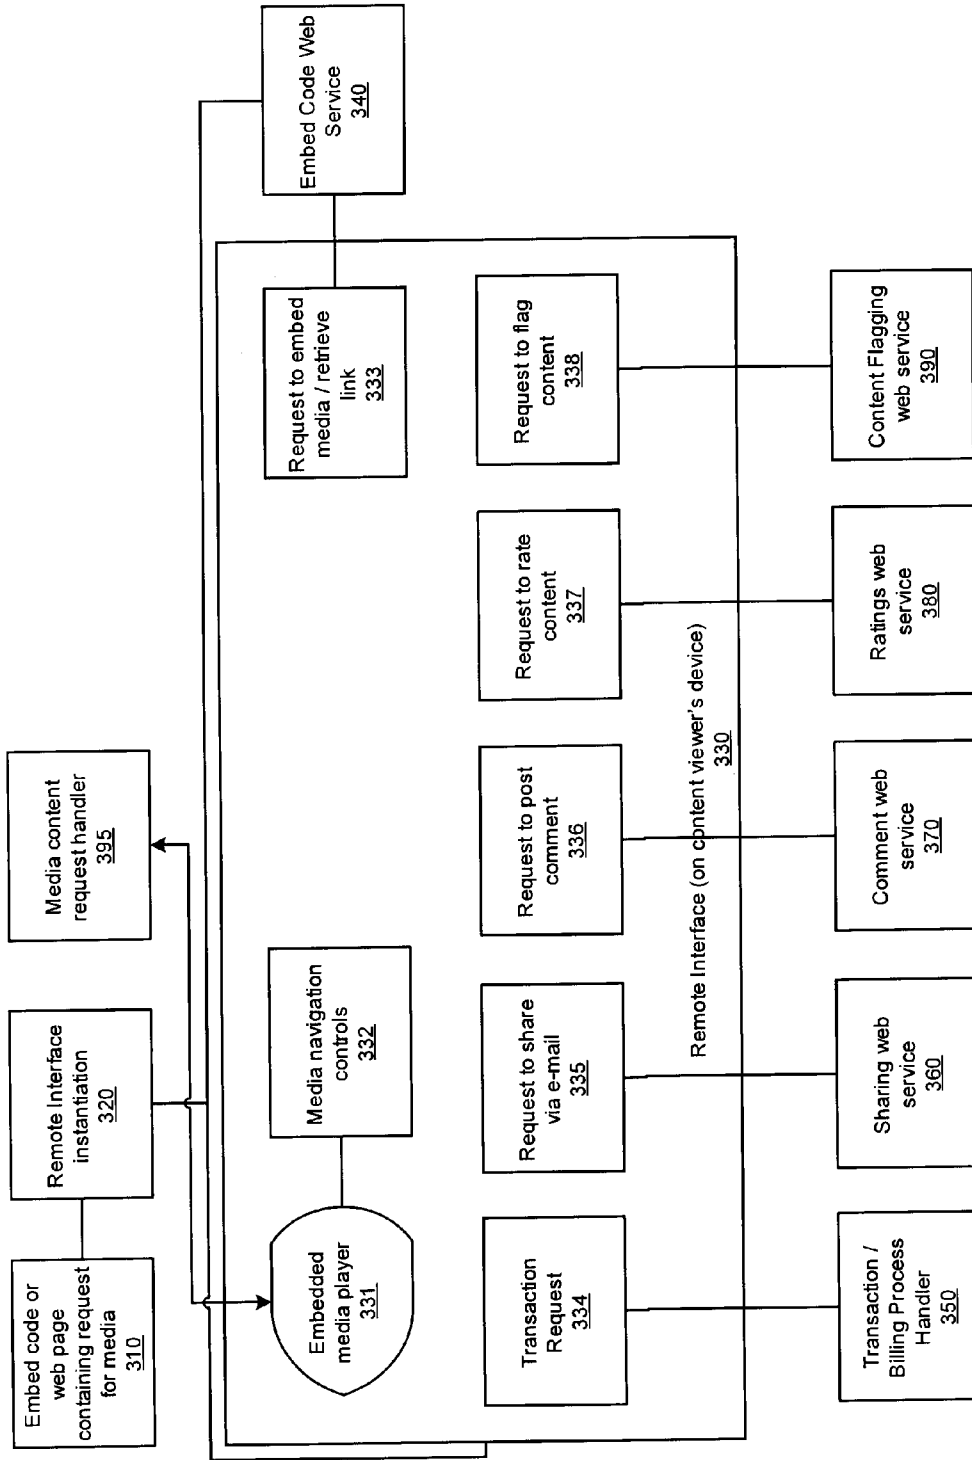 Embed code or
web page
containing request
for media
310
Remote Interface
instantiation
320
Media content
request handler
395
Embedded
media player
331
Media navigation
controls
332
Request to embed
media / retrieve
link
333
Embed Code Web
Service
340
Transaction
Request
334
Request to share
via e-mail
335
Request to post
comment
336
Request to rate
content
337
Request to flag
content
338
Remote Interface (on content viewer's device)
330
Transaction /
Billing Process
Handler
350
Sharing web
service
360
Comment web
service
370
Ratings web
service
380
Content Flagging
web service
390